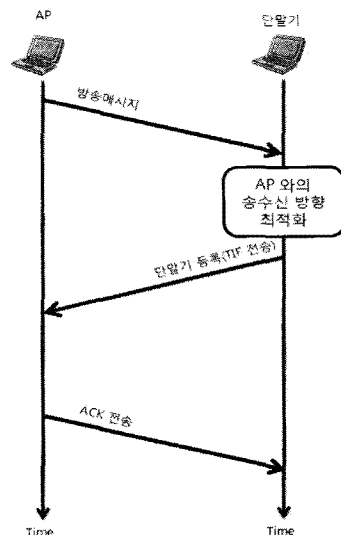 AP
단말기
방송메시지
AP 와의
송수신 방향
최적화
단말기 등록(TIF 전송)
ACK 전송
Time
Time